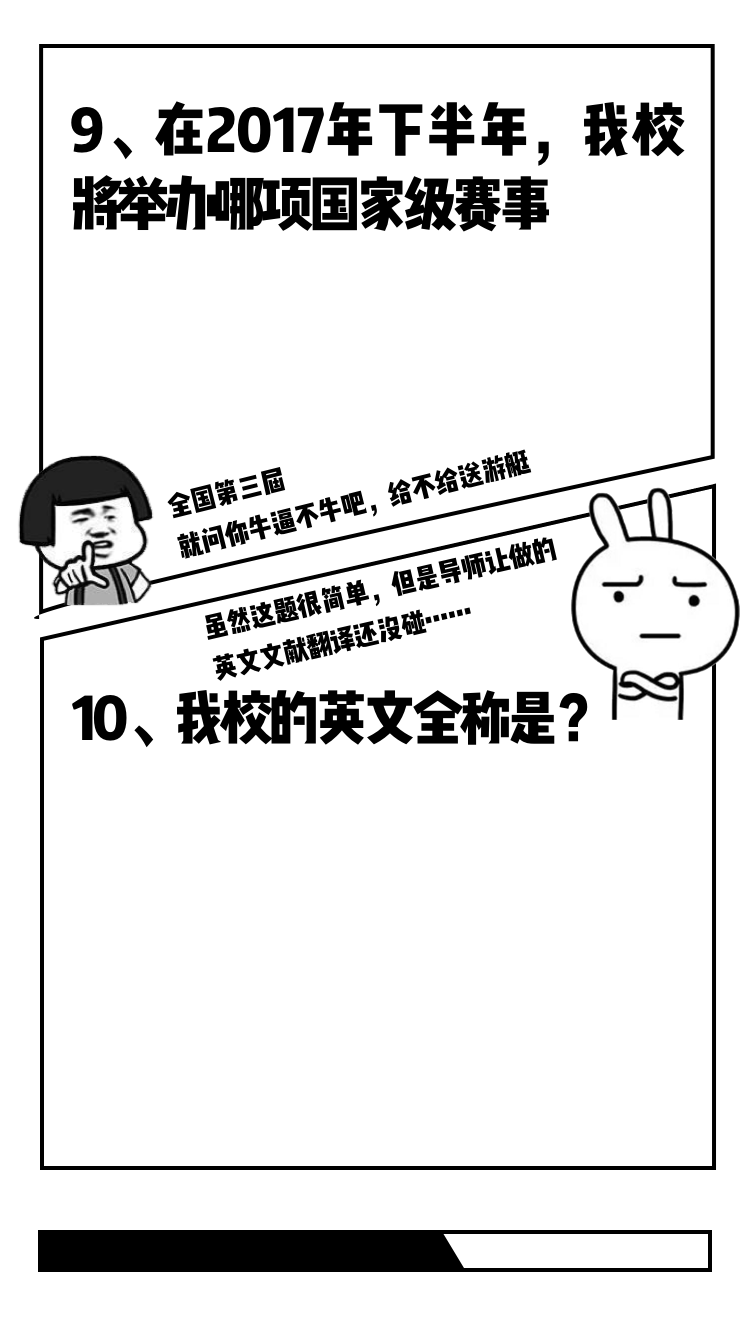 9、在2017年下半年，我校
將举办哪项国家级赛事
全国第三届
就问你牛逼不牛吧，给不给送游艇
虽然这题很简单，但是导师让做的
英文文献翻译还没碰……
10、我校的英文全称是？